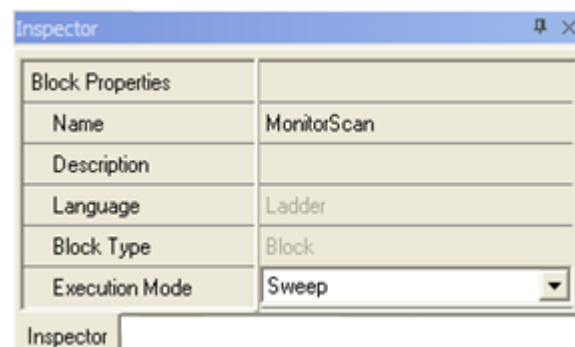 Inspector
Block Properties
Name MonitorScan
Description
Language Ladder
Block Type Block
Execution Mode Sweep
Inspector